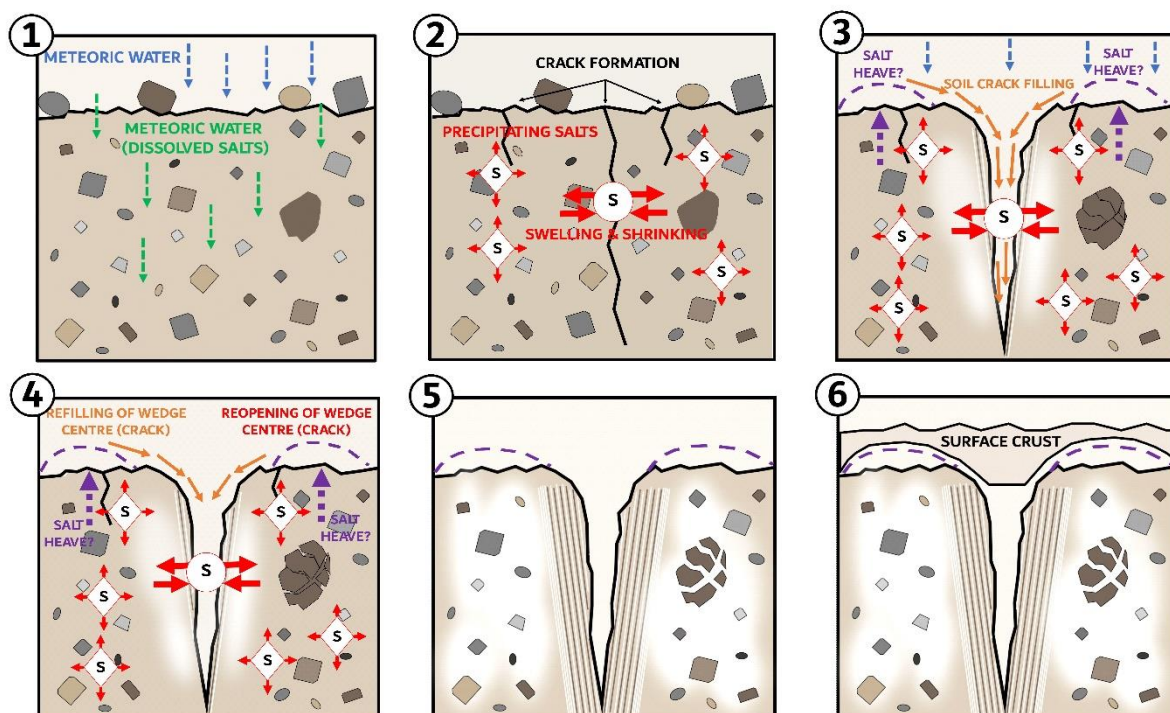 1
METEORIC WATER
METEORIC WATER
(DISSOLVED SALTS)
2
CRACK FORMATION
PRECIPITATING SALTS
S
S
S
SWELLING & SHRINKING
S
S
3
SALT
HEAVE?
SALT
HEAVE?
SOIL CRACK FILLING
S
S
S
S
S
S
S
4
REFILLING OF WEDGE
CENTRE (CRACK)
REOPENING OF WEDGE
CENTRE (CRACK)
S
S
SALT
HEAVE?
SALT
HEAVE?
S
S
S
S
S
5
6
SURFACE CRUST